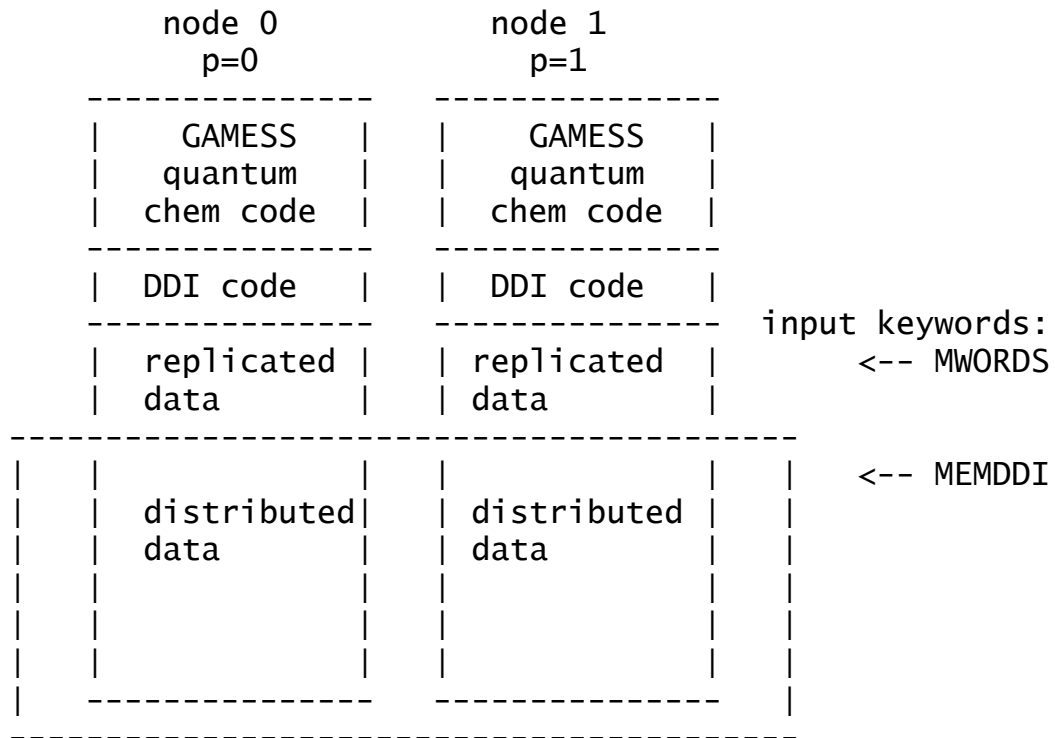 node 0 node 1
p=0 p=1
--------------- ---------------
| GAMESS | | GAMESS |
| quantum | | quantum |
| chem code | | chem code |
--------------- ---------------
| DDI code | | DDI code |
--------------- --------------- input keywords:
| replicated | | replicated | <-- MWORDS
| data | | data |
-----------------------------------------
| | | | | | <-- MEMDDI
| | distributed| | distributed | |
| | data | | data | |
| | | | | |
| | | | | |
| | | | | |
| --------------- --------------- |
-----------------------------------------